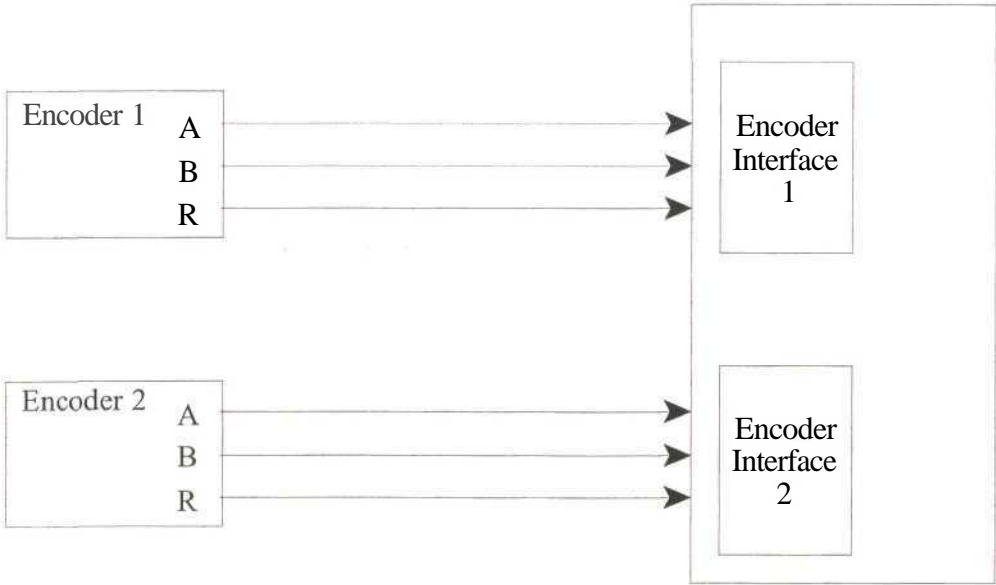 Encoder 1
A
B
R
Encoder
Interface
1
Encoder 2
A
B
R
Encoder
Interface
2